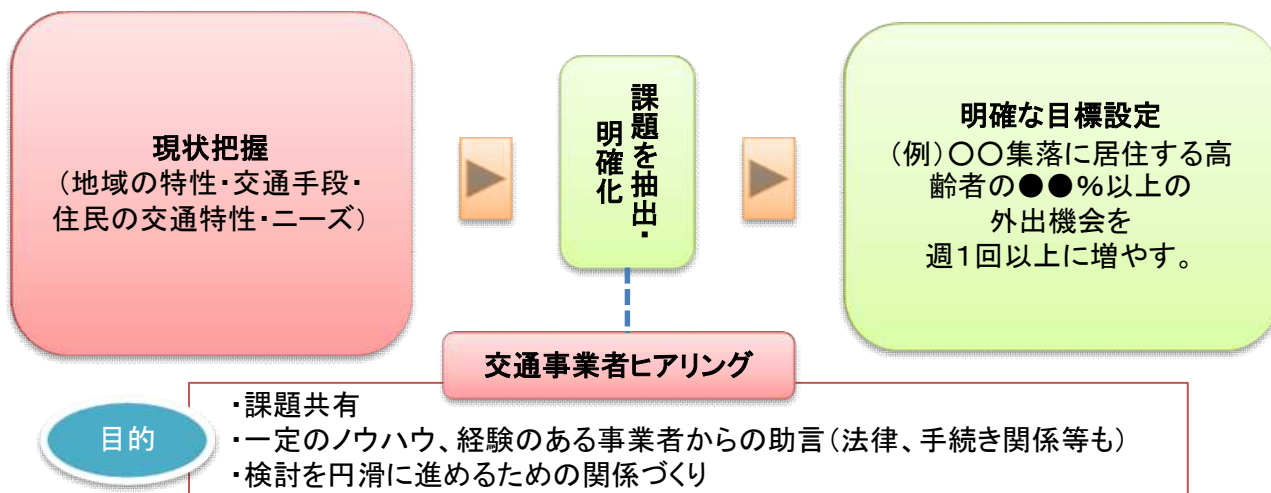 現状把握
（地域の特性・交通手段・
住民の交通特性・ニーズ）
課題を抽出・
明確化
明確な目標設定
（例）〇〇集落に居住する高
齢者の●●％以上の
外出機会を
週１回以上に増やす。
交通事業者ヒアリング
目的
・課題共有
・一定のノウハウ、経験のある事業者からの助言（法律、手続き関係等も）
・検討を円滑に進めるための関係づくり